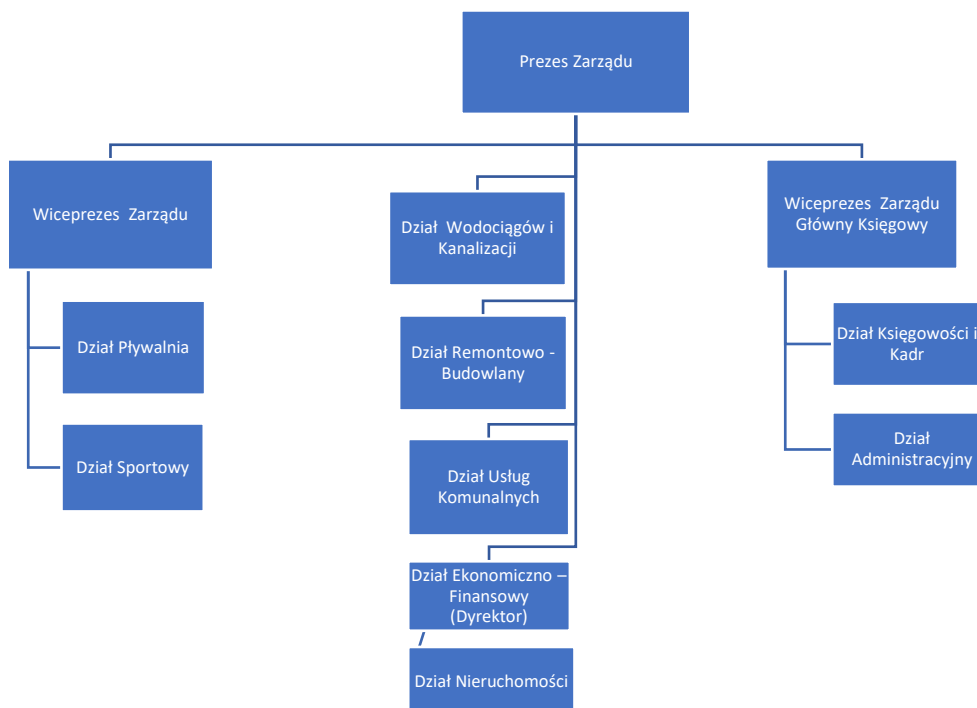 Prezes Zarządu
Wiceprezes Zarządu
Dział Pływalnia
Dział Sportowy
Dział Wodociągów i
Kanalizacji
Dział Remontowo -
Budowlany
Dział Usług
Komunalnych
Dział Ekonomiczno –
Finansowy
(Dyrektor)
Dział Nieruchomości
Wiceprezes Zarządu
Główny Księgowy
Dział Księgowości i
Kadr
Dział
Administracyjny